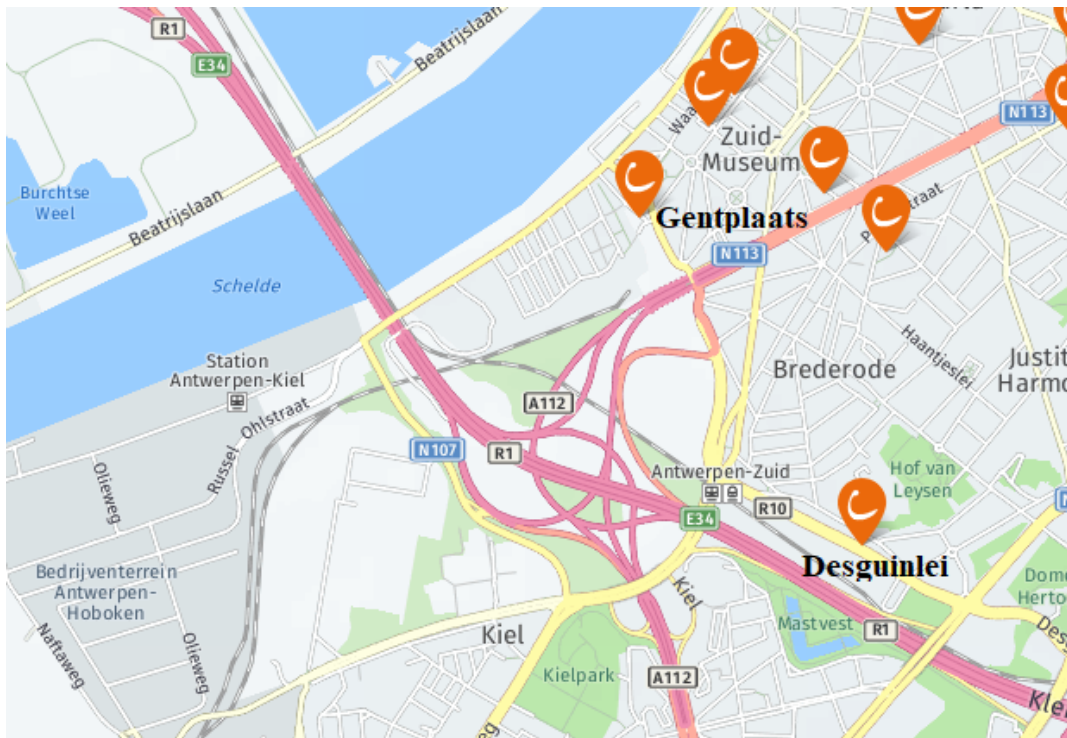 R1
E34
Beatrijslaan
N113
Zuid-
Museum
Burchtse
Weel
Beatrijslaan
Gentplaats
N113
Schelde
Station
Antwerpen-Kiel
Haantjeslei
Brederode
A112
Russel Ohlstraat
N107
R1
Olieweg
Antwerpen-Zuid
Hof van
Leysen
R10
E34
Desguinlei
Bedrijventerrein
Antwerpen-
Hoboken
Kiel
Mastvest
R1
Naftaweg
Olieweg
Kiel
Kielpark
A112